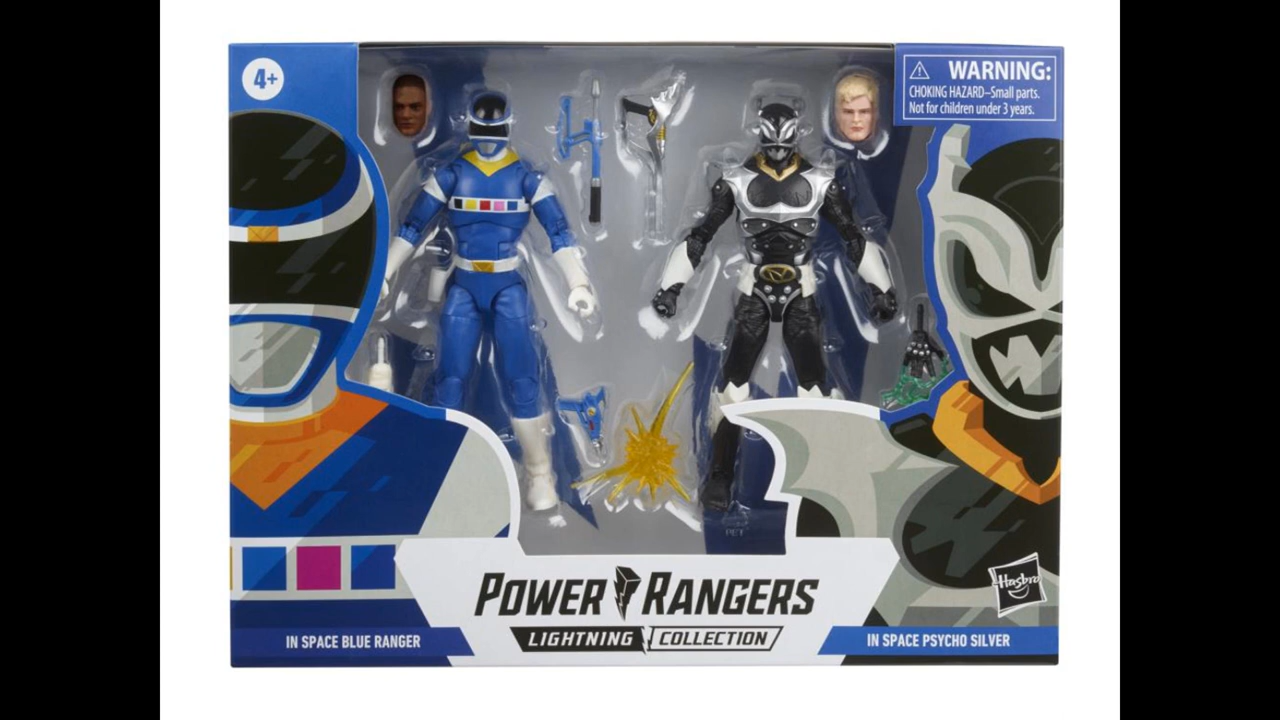 4+
WARNING:
CHOKING HAZARD–Small parts.
Not for children under 3 years.
PET
POWER RANGERS
LIGHTNING COLLECTION
Hasbro
IN SPACE BLUE RANGER
IN SPACE PSYCHO SILVER